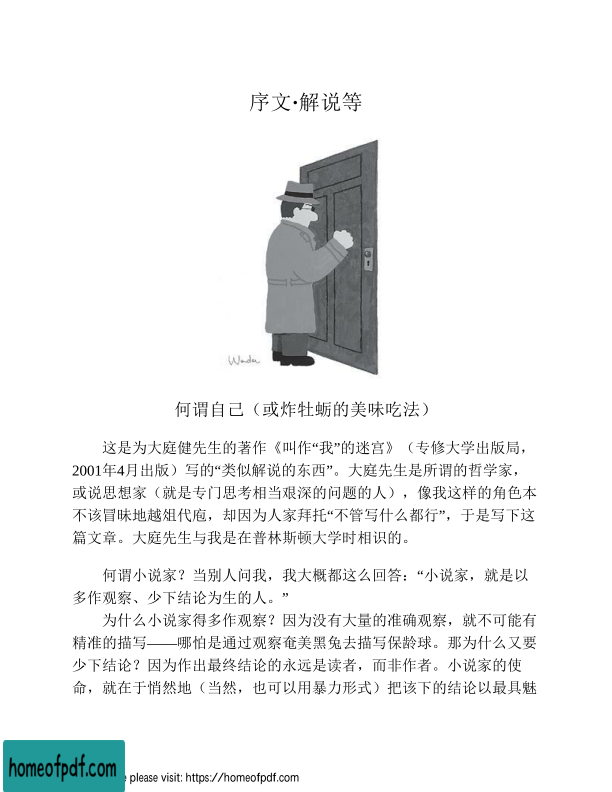 序文·解说等
Wada
何谓自己（或炸牡蛎的美味吃法）
这是为大庭健先生的著作《叫作“我”的迷宫》（专修大学出版局，
2001年4月出版）写的“类似解说的东西”。大庭先生是所谓的哲学家，
或说思想家（就是专门思考相当艰深的问题的人），像我这样的角色本
不该冒昧地越俎代庖，却因为人家拜托“不管写什么都行”，于是写下这
篇文章。大庭先生与我是在普林斯顿大学时相识的。
何谓小说家？当别人问我，我大概都这么回答：“小说家，就是以
多作观察、少下结论为生的人。”
为什么小说家得多作观察？因为没有大量的准确观察，就不可能有
精准的描写——哪怕是通过观察奄美黑兔去描写保龄球。那为什么又要
少下结论？因为作出最终结论的永远是读者，而非作者。小说家的使
命，就在于悄然地（当然，也可以用暴力形式）把该下的结论以最具魅
homeofpdf.com
e please visit: https://homeofpdf.com